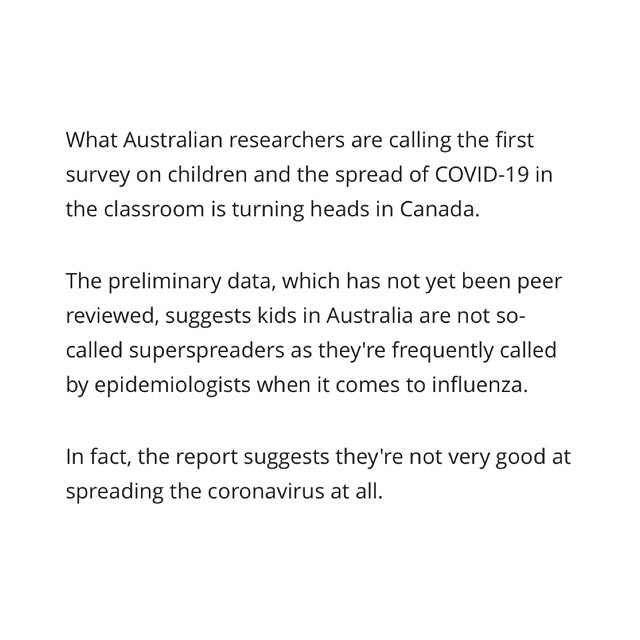 What Australian researchers are calling the first
survey on children and the spread of COVID-19 in
the classroom is turning heads in Canada.
The preliminary data, which has not yet been peer
reviewed, suggests kids in Australia are not so-
called superspreaders as they're frequently called
by epidemiologists when it comes to influenza.
In fact, the report suggests they're not very good at
spreading the coronavirus at all.